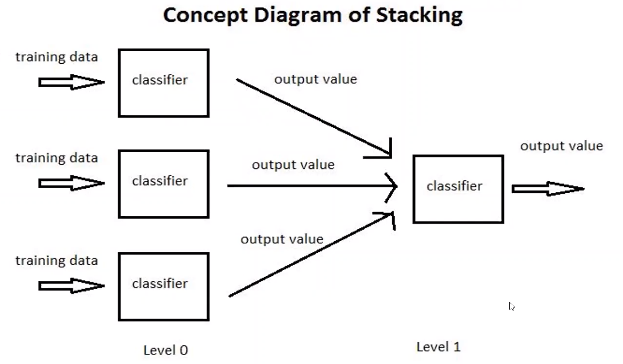 Concept Diagram of Stacking
training data
classifier
output value
training data
classifier
output value
classifier
output value
training data
classifier
output value
Level 0
Level 1